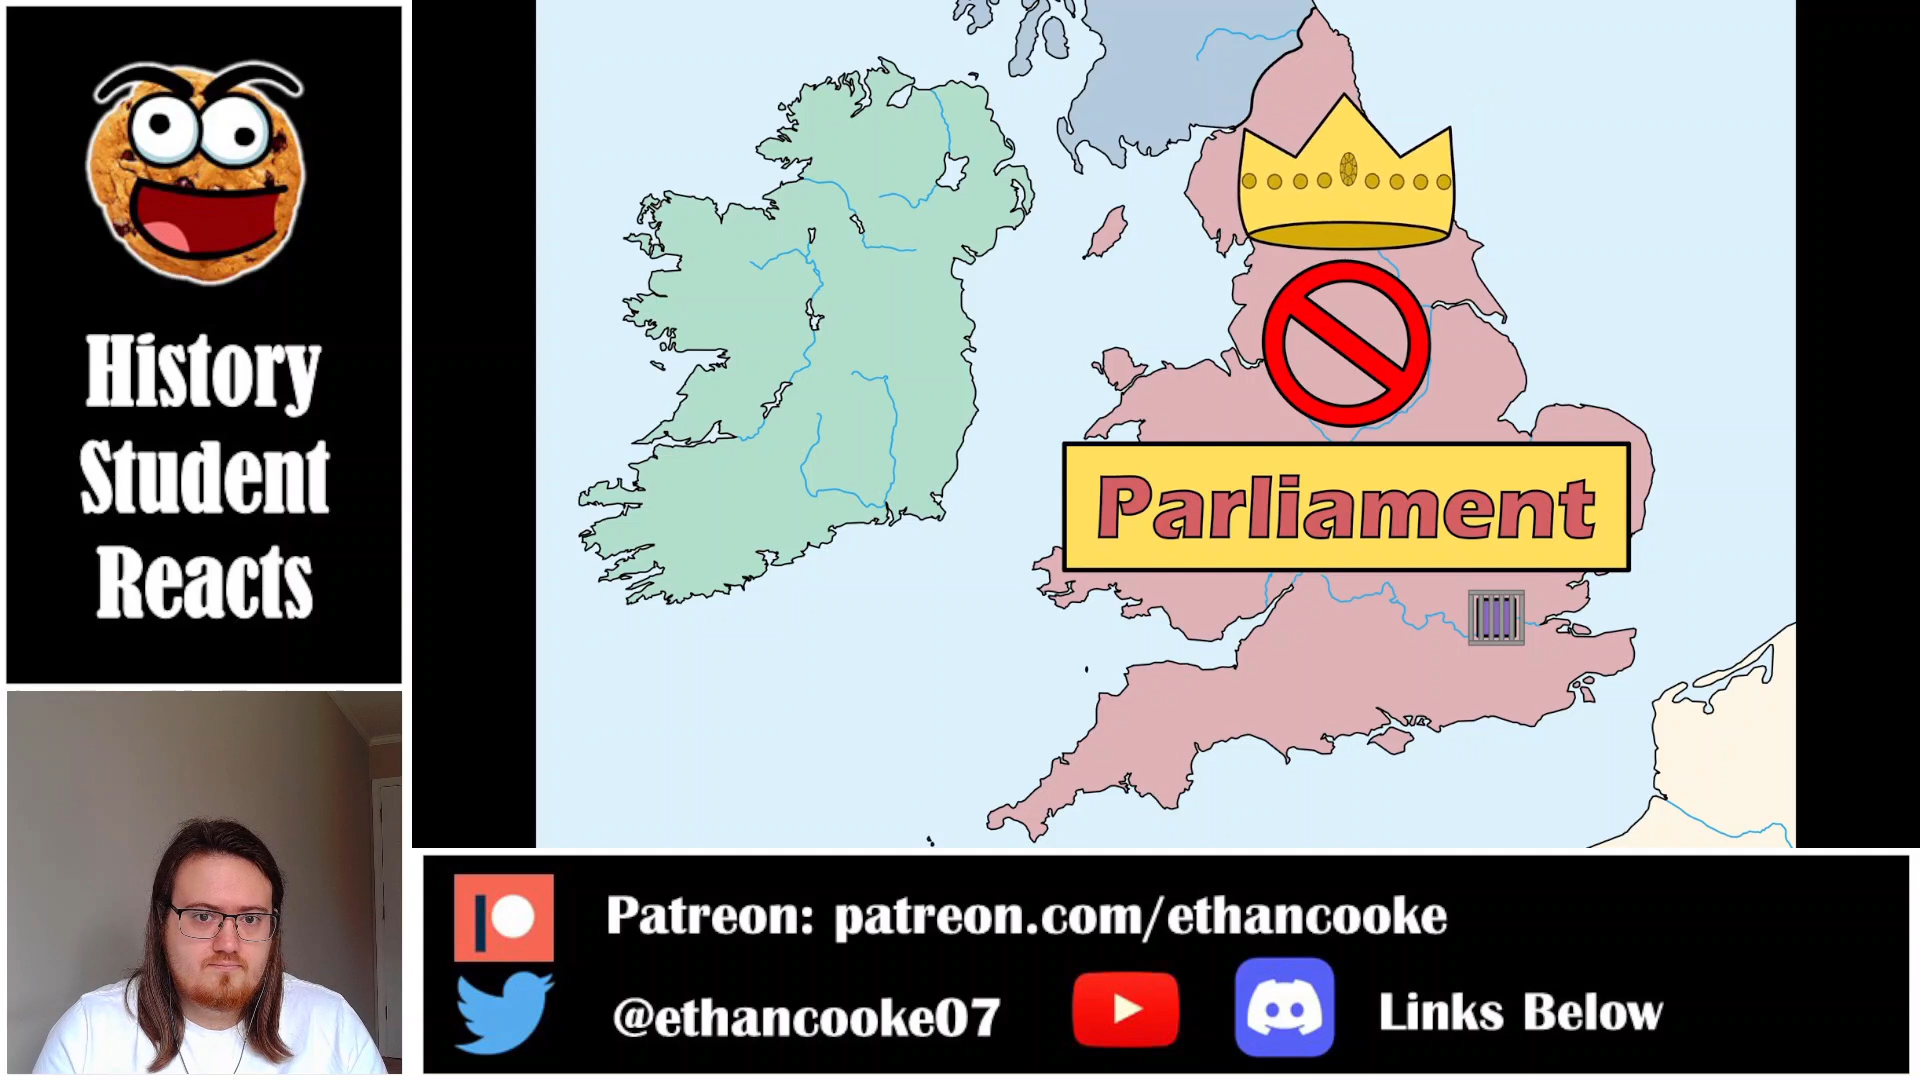 History
Student
Reacts
Parliament
Patreon: patreon.com/ethancooke
@ethancooke07
Links Below